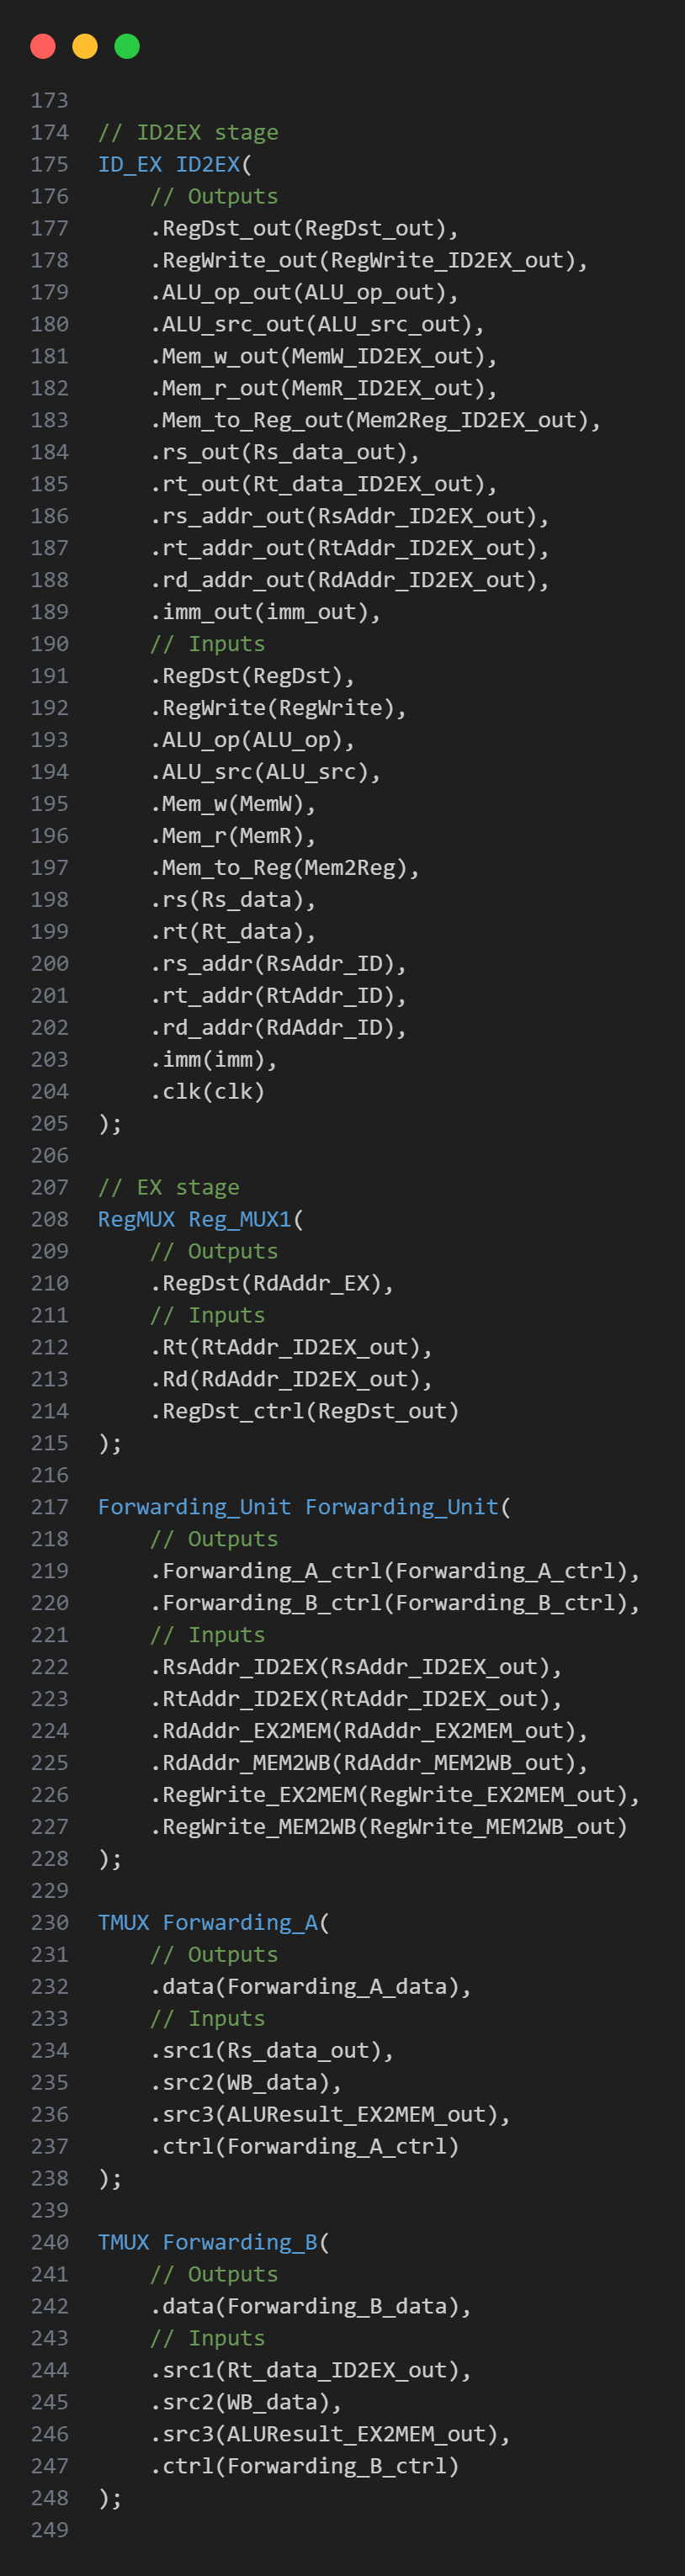 173
174 // ID2EX stage
175 ID_EX ID2EX(
176     // Outputs
177     .RegDst_out(RegDst_out),
178     .RegWrite_out(RegWrite_ID2EX_out),
179     .ALU_op_out(ALU_op_out),
180     .ALU_src_out(ALU_src_out),
181     .Mem_w_out(MemW_ID2EX_out),
182     .Mem_r_out(MemR_ID2EX_out),
183     .Mem_to_Reg_out(Mem2Reg_ID2EX_out),
184     .rs_out(Rs_data_out),
185     .rt_out(Rt_data_ID2EX_out),
186     .rs_addr_out(RsAddr_ID2EX_out),
187     .rt_addr_out(RtAddr_ID2EX_out),
188     .rd_addr_out(RdAddr_ID2EX_out),
189     .imm_out(imm_out),
190     // Inputs
191     .RegDst(RegDst),
192     .RegWrite(RegWrite),
193     .ALU_op(ALU_op),
194     .ALU_src(ALU_src),
195     .Mem_w(MemW),
196     .Mem_r(MemR),
197     .Mem_to_Reg(Mem2Reg),
198     .rs(Rs_data),
199     .rt(Rt_data),
200     .rs_addr(RsAddr_ID),
201     .rt_addr(RtAddr_ID),
202     .rd_addr(RdAddr_ID),
203     .imm(imm),
204     .clk(clk)
205 );
206
207 // EX stage
208 RegMUX Reg_MUX1(
209     // Outputs
210     .RegDst(RdAddr_EX),
211     // Inputs
212     .Rt(RtAddr_ID2EX_out),
213     .Rd(RdAddr_ID2EX_out),
214     .RegDst_ctrl(RegDst_out)
215 );
216
217 Forwarding_Unit Forwarding_Unit(
218     // Outputs
219     .Forwarding_A_ctrl(Forwarding_A_ctrl),
220     .Forwarding_B_ctrl(Forwarding_B_ctrl),
221     // Inputs
222     .RsAddr_ID2EX(RsAddr_ID2EX_out),
223     .RtAddr_ID2EX(RtAddr_ID2EX_out),
224     .RdAddr_EX2MEM(RdAddr_EX2MEM_out),
225     .RdAddr_MEM2WB(RdAddr_MEM2WB_out),
226     .RegWrite_EX2MEM(RegWrite_EX2MEM_out),
227     .RegWrite_MEM2WB(RegWrite_MEM2WB_out)
228 );
229
230 TMUX Forwarding_A(
231     // Outputs
232     .data(Forwarding_A_data),
233     // Inputs
234     .src1(Rs_data_out),
235     .src2(WB_data),
236     .src3(ALUResult_EX2MEM_out),
237     .ctrl(Forwarding_A_ctrl)
238 );
239
240 TMUX Forwarding_B(
241     // Outputs
242     .data(Forwarding_B_data),
243     // Inputs
244     .src1(Rt_data_ID2EX_out),
245     .src2(WB_data),
246     .src3(ALUResult_EX2MEM_out),
247     .ctrl(Forwarding_B_ctrl)
248 );
249